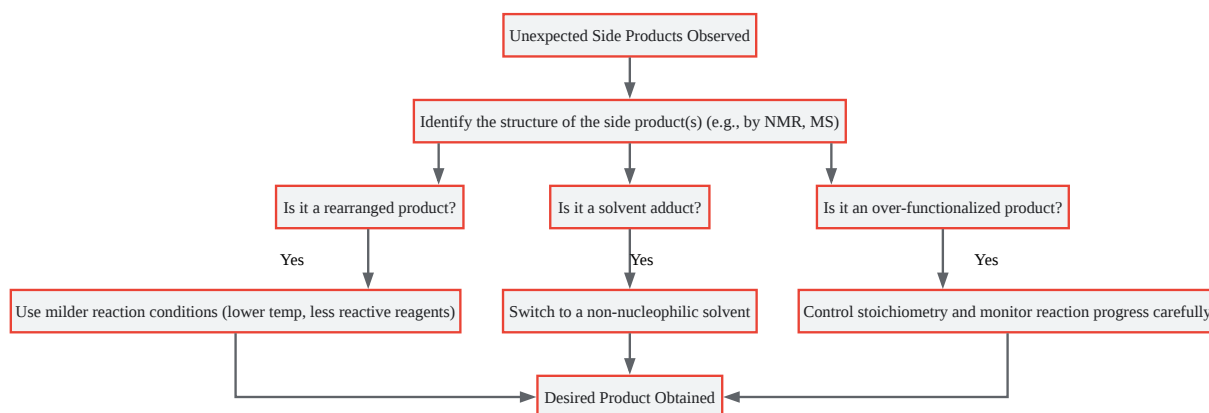 Unexpected Side Products Observed
Identify the structure of the side product(s) (e.g., by NMR, MS)
Is it a rearranged product?
Is it a solvent adduct?
Is it an over-functionalized product?
Yes
Yes
Yes
Use milder reaction conditions (lower temp, less reactive reagents)
Switch to a non-nucleophilic solvent
Control stoichiometry and monitor reaction progress carefully
Desired Product Obtained